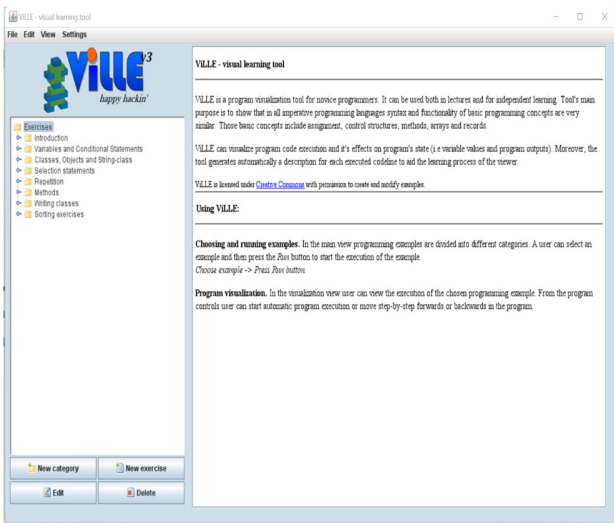 ViLLE - visual learning tool
File Edit View Settings
ViLLE v3
happy hackin'
Exercises
Introduction
Variables and Conditional Statements
Classes, Objects and String-class
Selection statements
Repetition
Methods
Writing classes
Sorting exercises
New category
New exercise
Edit
Delete
ViLLE - visual learning tool
ViLLE is a program visualization tool for novice programmers. It can be used both in lectures and for independent learning. Tool's main
purpose is to show that in all imperative programming languages syntax and functionality of basic programming concepts are very
similar. Those basic concepts include assignment, control structures, methods, arrays and records.
ViLLE can visualize program code execution and it's effects on program's state (i.e variable values and program outputs). Moreover, the
tool generates automatically a description for each executed codeline to aid the learning process of the viewer.
ViLLE is licensed under Creative Commons with permission to create and modify examples.
Using ViLLE:
Choosing and running examples. In the main view programming examples are divided into different categories. A user can select an
example and then press the Run button to start the execution of the example.
Choose example -> Press Run button.
Program visualization. In the visualization view user can view the execution of the chosen programming example. From the program
controls user can start automatic program execution or move step-by-step forwards or backwards in the program.